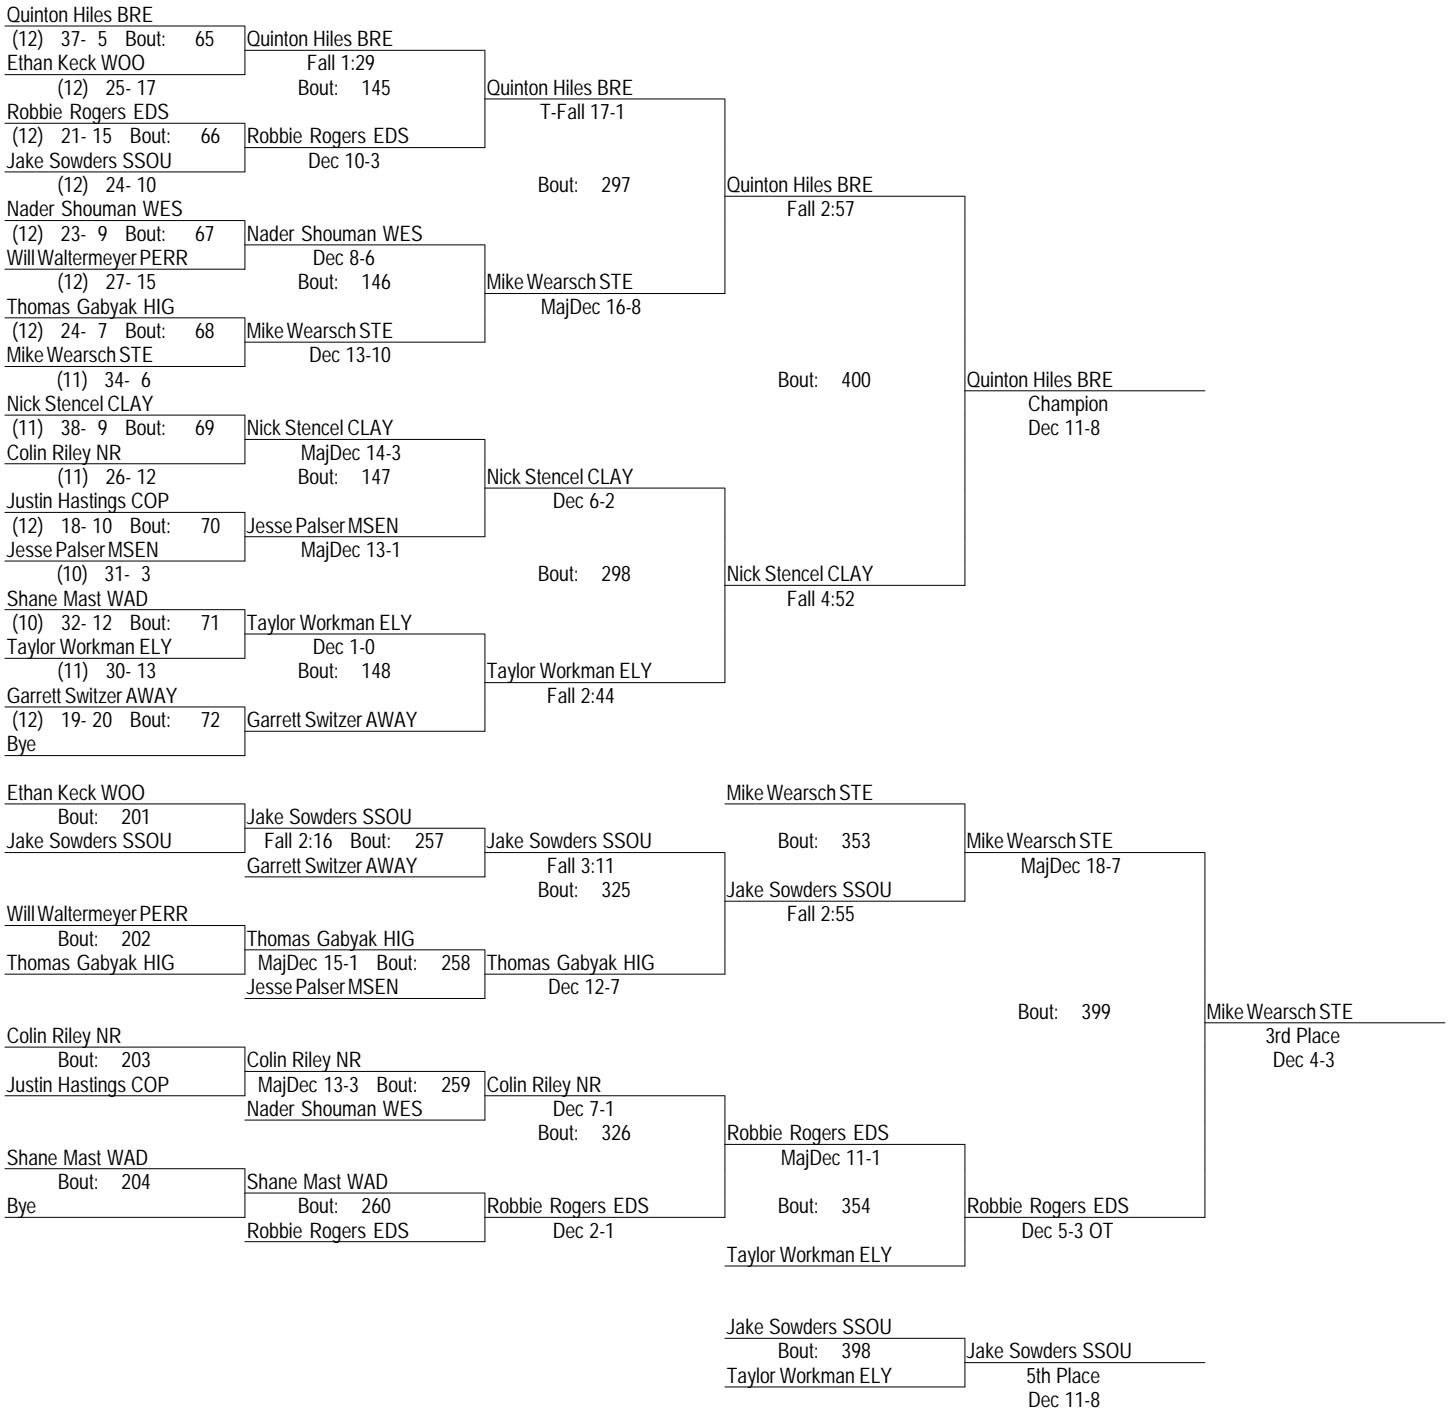 Quinton Hiles BRE
(12) 37- 5 Bout: 65 Quinton Hiles BRE
Ethan Keck WOO Fall 1:29
(12) 25- 17 Bout: 145 Quinton Hiles BRE
Robbie Rogers EDS T-Fall 17-1
(12) 21- 15 Bout: 66 Robbie Rogers EDS
Jake Sowders SSOU Dec 10-3
(12) 24- 10 Bout: 297 Quinton Hiles BRE
Nader Shouman WES Fall 2:57
(12) 23- 9 Bout: 67 Nader Shouman WES
Will Waltermeyer PERR Dec 8-6
(12) 27- 15 Bout: 146 Mike Wearsch STE
Thomas Gabyak HIG MajDec 16-8
(12) 24- 7 Bout: 68 Mike Wearsch STE
Mike Wearsch STE Dec 13-10
(11) 34- 6 Bout: 400 Quinton Hiles BRE
Nick Stencel CLAY Champion
(11) 38- 9 Bout: 69 Nick Stencel CLAY Dec 11-8
Colin Riley NR MajDec 14-3
(11) 26- 12 Bout: 147 Nick Stencel CLAY
Justin Hastings COP Dec 6-2
(12) 18- 10 Bout: 70 Jesse Palser MSEN
Jesse Palser MSEN MajDec 13-1
(10) 31- 3 Bout: 298 Nick Stencel CLAY
Shane Mast WAD Fall 4:52
(10) 32- 12 Bout: 71 Taylor Workman ELY
Taylor Workman ELY Dec 1-0
(11) 30- 13 Bout: 148 Taylor Workman ELY
Garrett Switzer AWAY Fall 2:44
(12) 19- 20 Bout: 72 Garrett Switzer AWAY
Bye
Ethan Keck WOO Mike Wearsch STE
Bout: 201 Jake Sowders SSOU
Jake Sowders SSOU Fall 2:16 Bout: 257 Jake Sowders SSOU Bout: 353 Mike Wearsch STE
Garrett Switzer AWAY Fall 3:11 MajDec 18-7
Bout: 325 Jake Sowders SSOU
Will Waltermeyer PERR Fall 2:55
Bout: 202 Thomas Gabyak HIG
Thomas Gabyak HIG MajDec 15-1 Bout: 258 Thomas Gabyak HIG
Jesse Palser MSEN Dec 12-7
Bout: 399 Mike Wearsch STE
Colin Riley NR 3rd Place
Bout: 203 Colin Riley NR Dec 4-3
Justin Hastings COP MajDec 13-3 Bout: 259 Colin Riley NR
Nader Shouman WES Dec 7-1
Bout: 326 Robbie Rogers EDS
Shane Mast WAD MajDec 11-1
Bout: 204 Shane Mast WAD
Bye Bout: 260 Robbie Rogers EDS Bout: 354 Robbie Rogers EDS
Robbie Rogers EDS Dec 2-1 Dec 5-3 OT
Taylor Workman ELY
Jake Sowders SSOU
Bout: 398 Jake Sowders SSOU
Taylor Workman ELY 5th Place
Dec 11-8